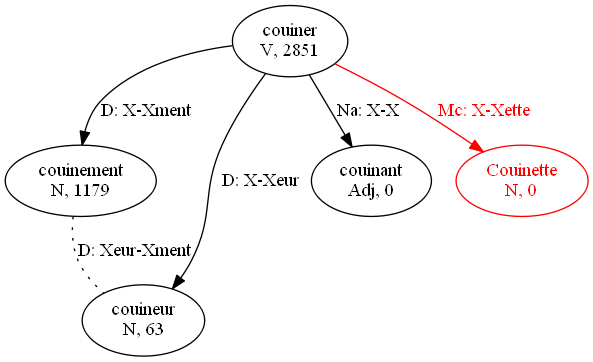 couiner
V, 2851
D: X-Xment
Na: X-X
Mc: X-Xette
couinement
N, 1179
D: X-Xeur
couinant
Adj, 0
Couinette
N, 0
D: Xeur-Xment
couineur
N, 63